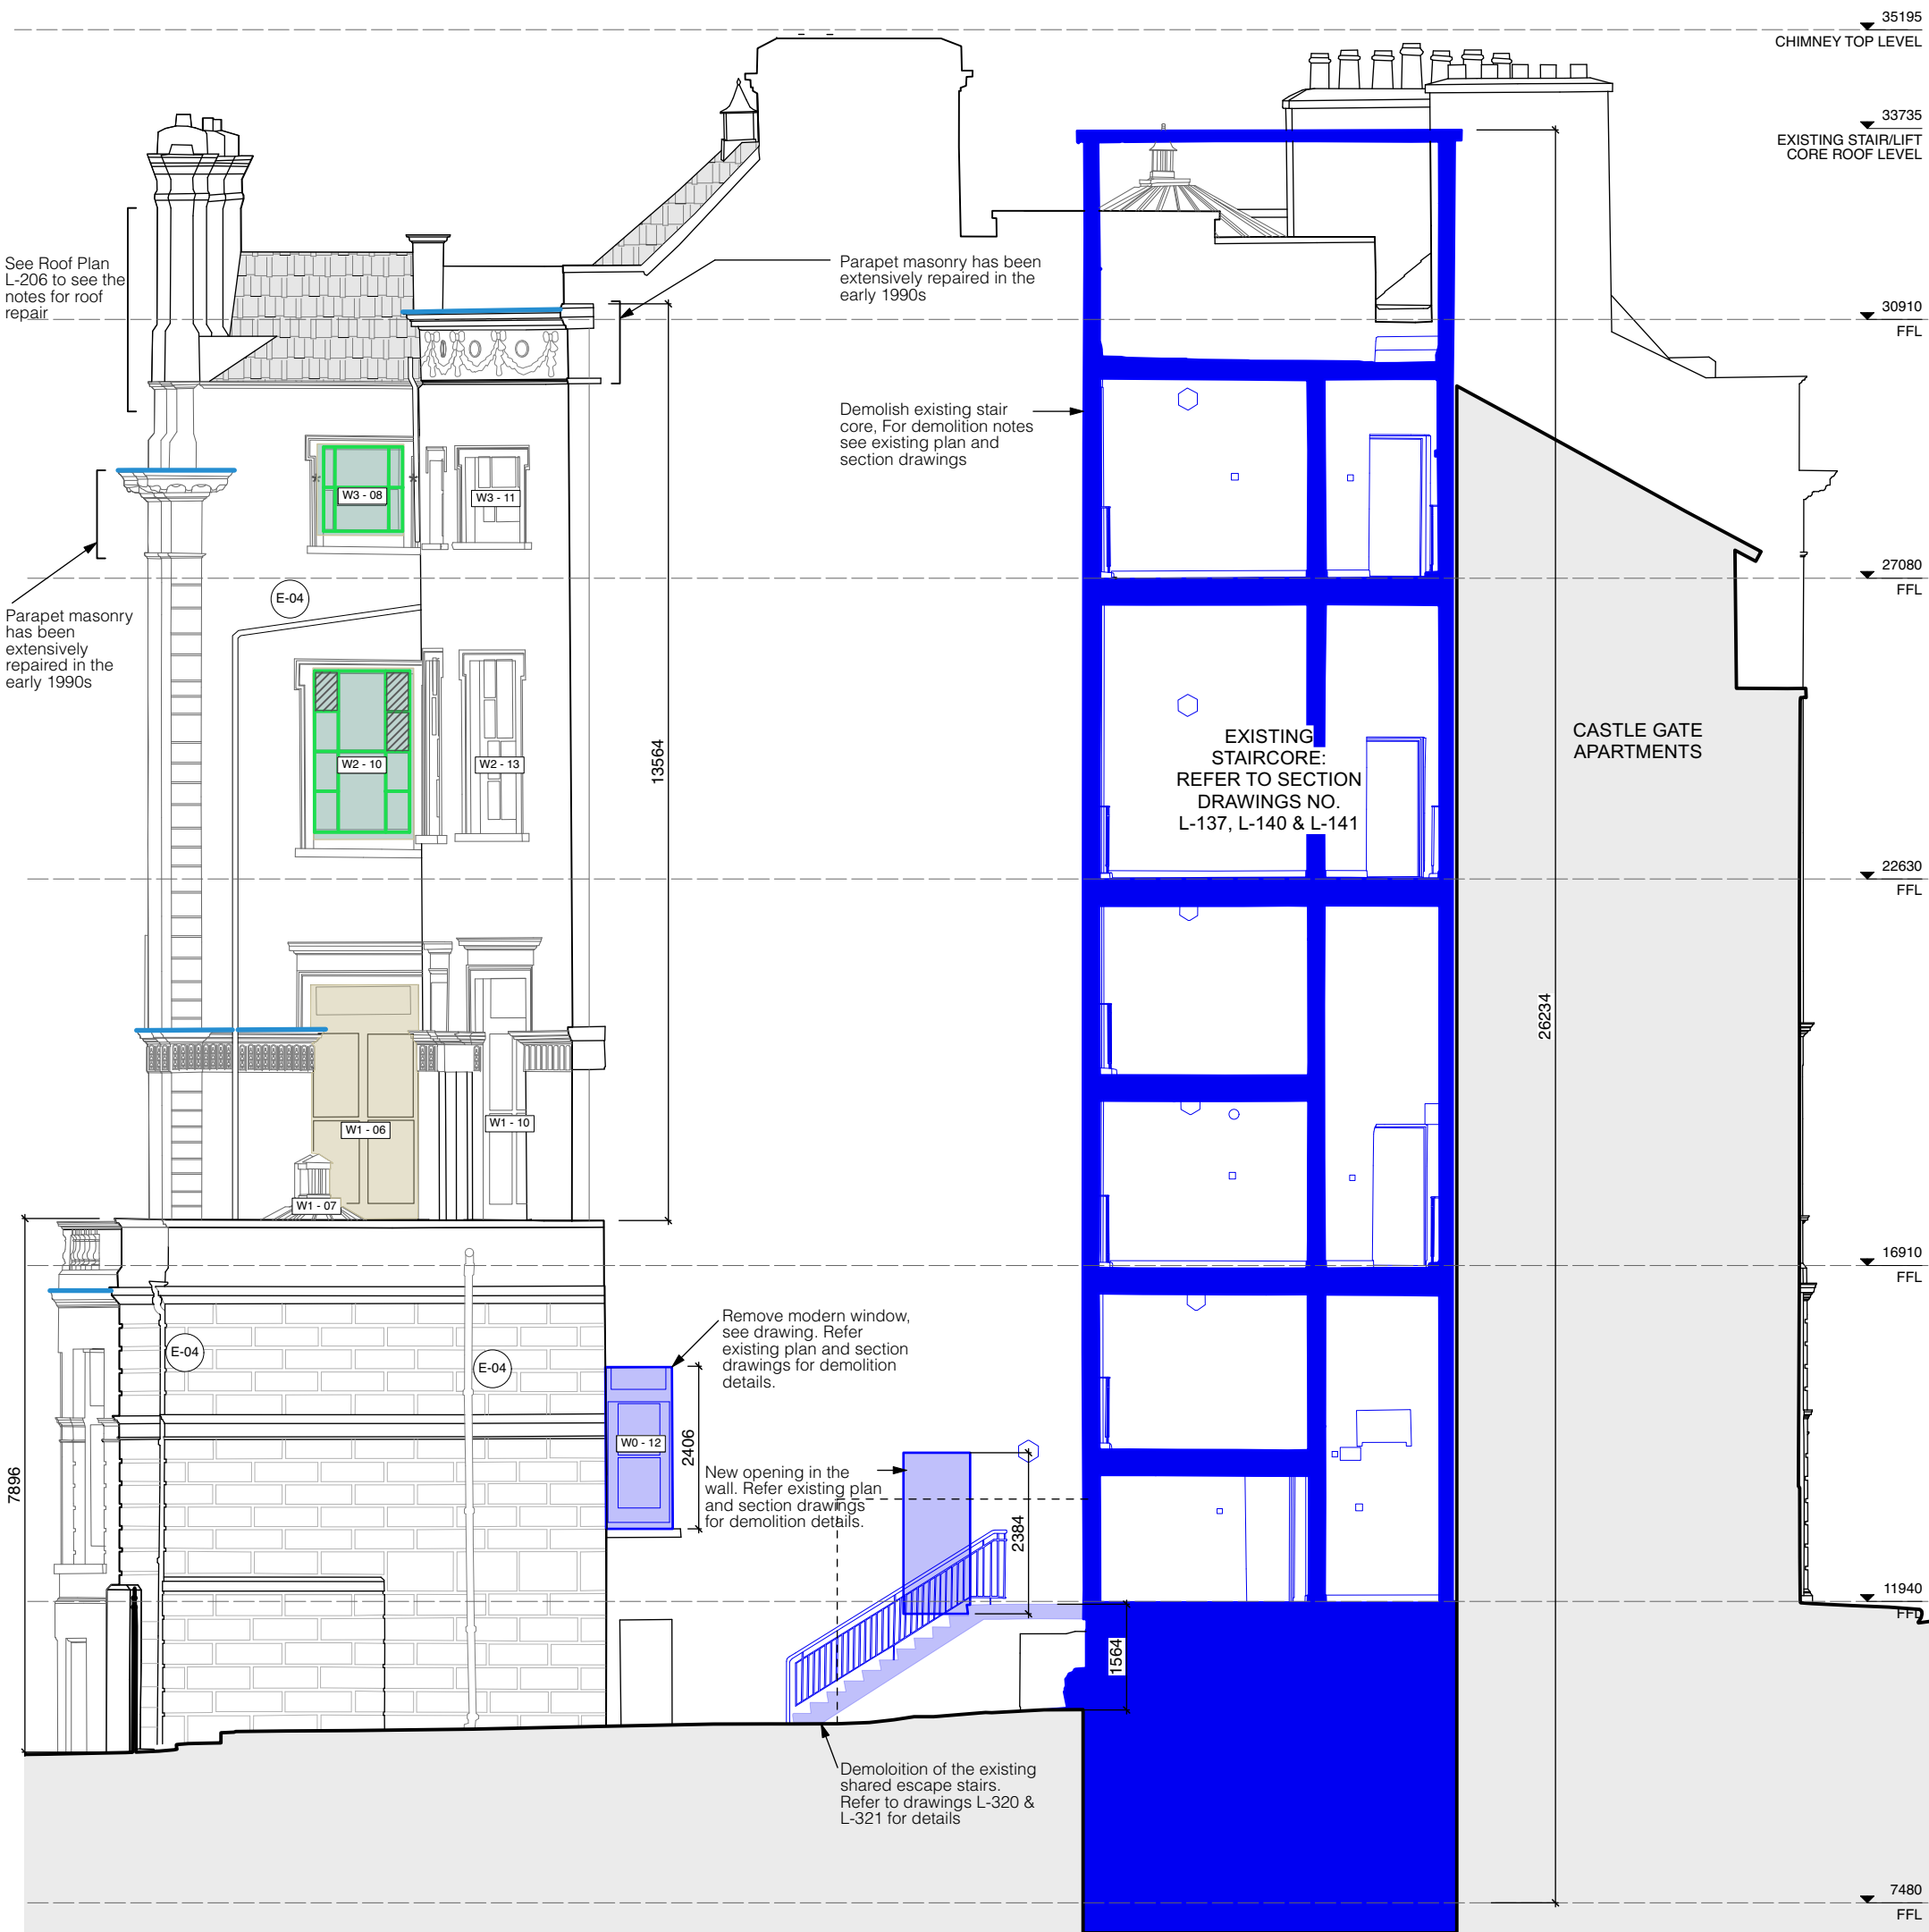 35195
CHIMNEY TOP LEVEL
33735
EXISTING STAIR/LIFT
CORE ROOF LEVEL
See Roof Plan
L-206 to see the
notes for roof
repair
Parapet masonry has been
extensively repaired in the
early 1990s
30910
FFL
Demolish existing stair
core, For demolition notes
see existing plan and
section drawings
W3 - 08
W3 - 11
27080
FFL
E-04
Parapet masonry
has been
extensively
repaired in the
early 1990s
W2 - 10
W2 - 13
13564
EXISTING
STAIRCORE:
REFER TO SECTION
DRAWINGS NO.
L-137, L-140 & L-141
CASTLE GATE
APARTMENTS
22630
FFL
26234
W1 - 06
W1 - 10
W1 - 07
16910
FFL
Remove modern window,
see drawing. Refer
existing plan and section
drawings for demolition
details.
E-04
E-04
W0 - 12
2406
7896
New opening in the
wall. Refer existing plan
and section drawings
for demolition details.
2384
11940
FFL
1564
Demoloition of the existing
shared escape stairs.
Refer to drawings L-320 &
L-321 for details
7480
FFL